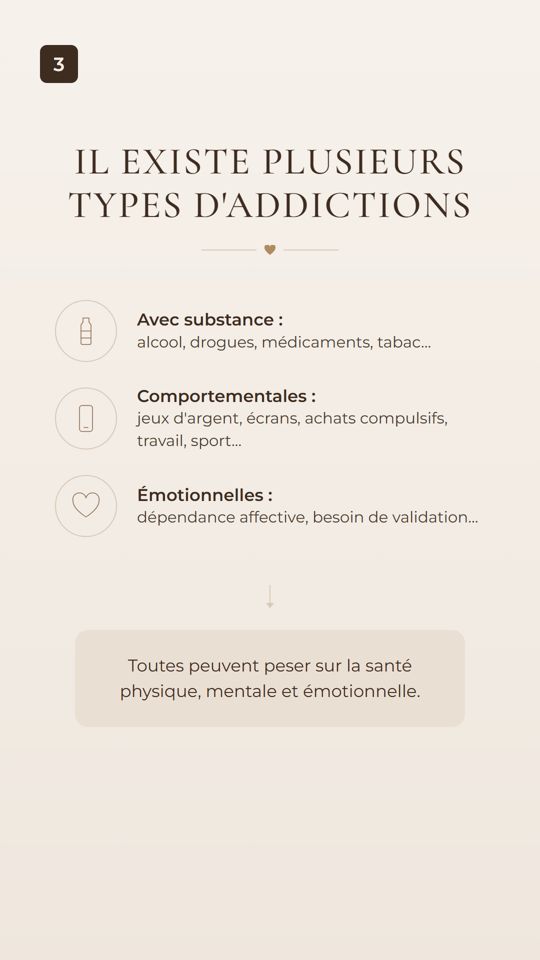 3
IL EXISTE PLUSIEURS
TYPES D'ADDICTIONS
Avec substance :
alcool, drogues, médicaments, tabac...
Comportementales :
jeux d'argent, écrans, achats compulsifs,
travail, sport...
Émotionnelles :
dépendance affective, besoin de validation...
Toutes peuvent peser sur la santé
physique, mentale et émotionnelle.